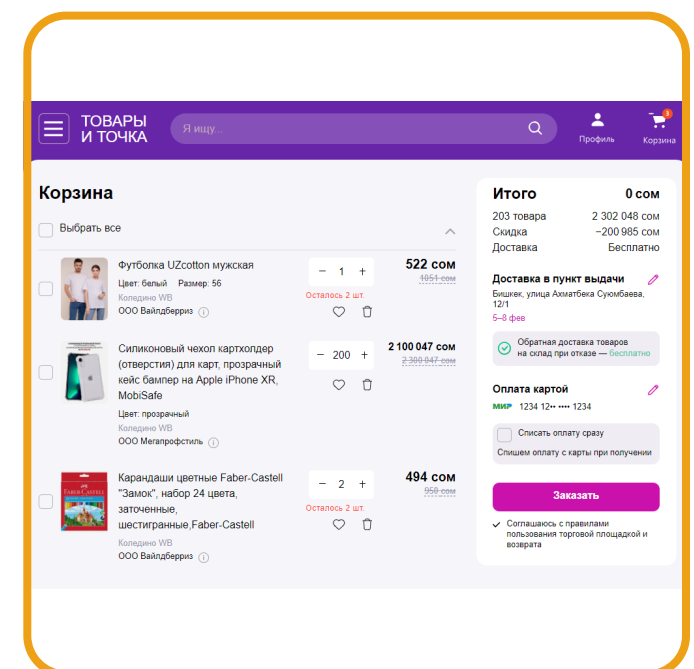 ТОВАРЫ
И ТОЧКА
Я ищу...
Профиль
3
Корзина
Корзина
Выбрать все
Футболка UZcotton мужская
Цвет: белый Размер: 56
Коледино WB
ООО Вайлдберриз
− 1 +
Осталось 2 шт.
522 сом
1051 сом
Силиконовый чехол картхолдер
(отверстия) для карт, прозрачный
кейс бампер на Apple iPhone XR,
MobiSafe
Цвет: прозрачный
Коледино WB
ООО Мегапрофстиль
− 200 +
2 100 047 сом
2 300 047 сом
Карандаши цветные Faber-Castell
"Замок", набор 24 цвета,
заточенные,
шестигранные,Faber-Castell
Коледино WB
ООО Вайлдберриз
− 2 +
Осталось 2 шт.
494 сом
950 сом
FABER-CASTELL
Итого 0 сом
203 товара 2 302 048 сом
Скидка −200 985 сом
Доставка Бесплатно
Доставка в пункт выдачи
Бишкек, улица Ахматбека Суюмбаева,
12/1
5–8 фев
Обратная доставка товаров
на склад при отказе — бесплатно
Оплата картой
МИР 1234 12•• •••• 1234
Списать оплату сразу
Спишем оплату с карты при получении
Заказать
Соглашаюсь с правилами
пользования торговой площадкой и
возврата